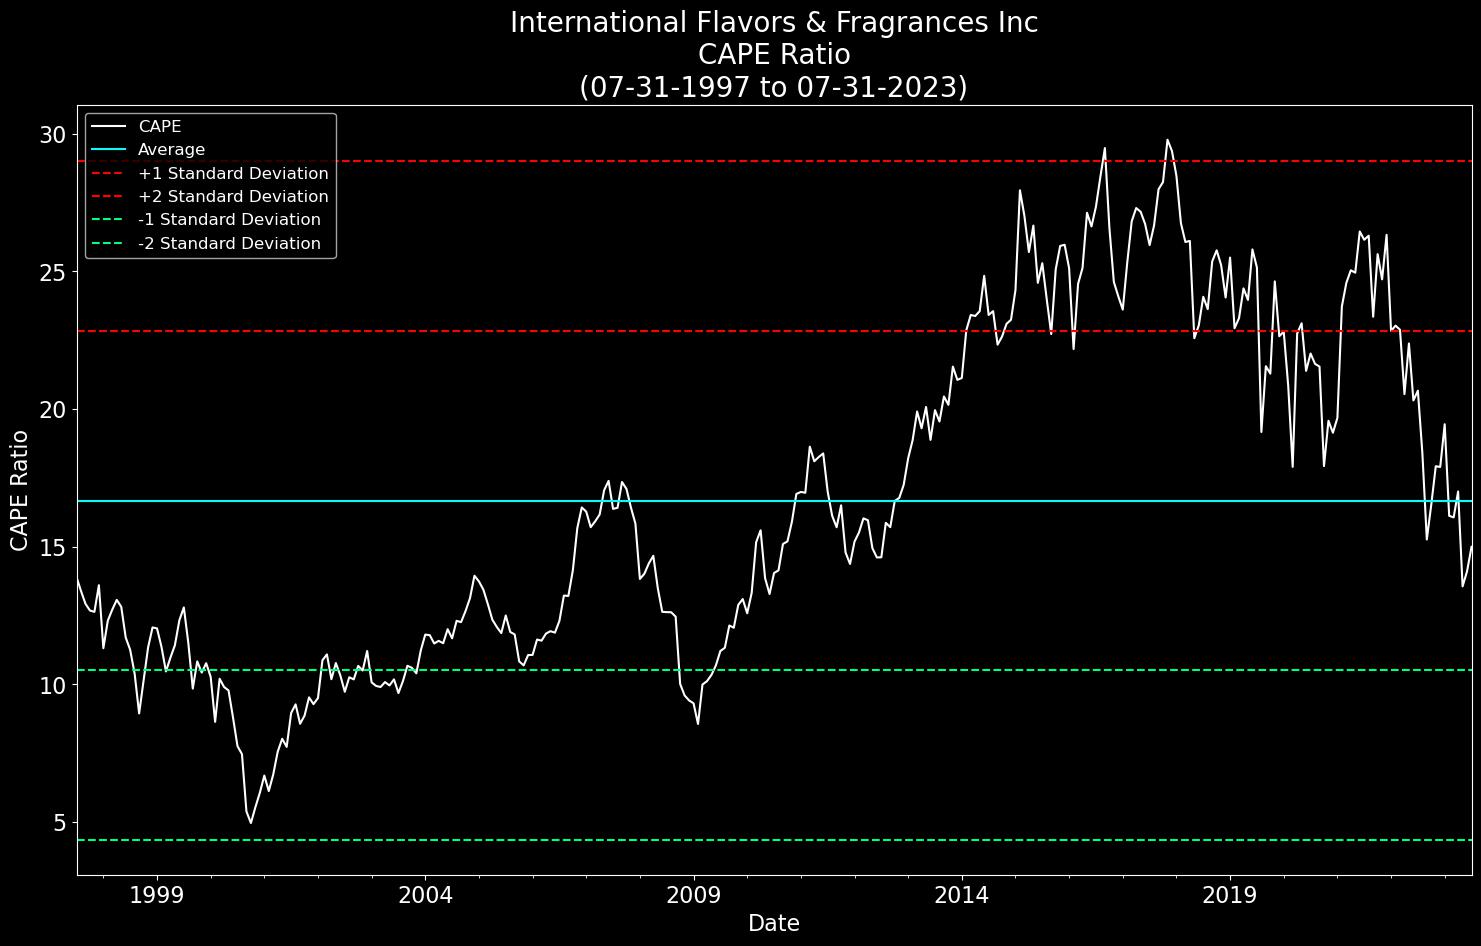 International Flavors & Fragrances Inc
CAPE Ratio
(07-31-1997 to 07-31-2023)
CAPE
Average
+1 Standard Deviation
+2 Standard Deviation
-1 Standard Deviation
-2 Standard Deviation
30
25
20
15
10
5
CAPE Ratio
1999
2004
2009
2014
2019
Date